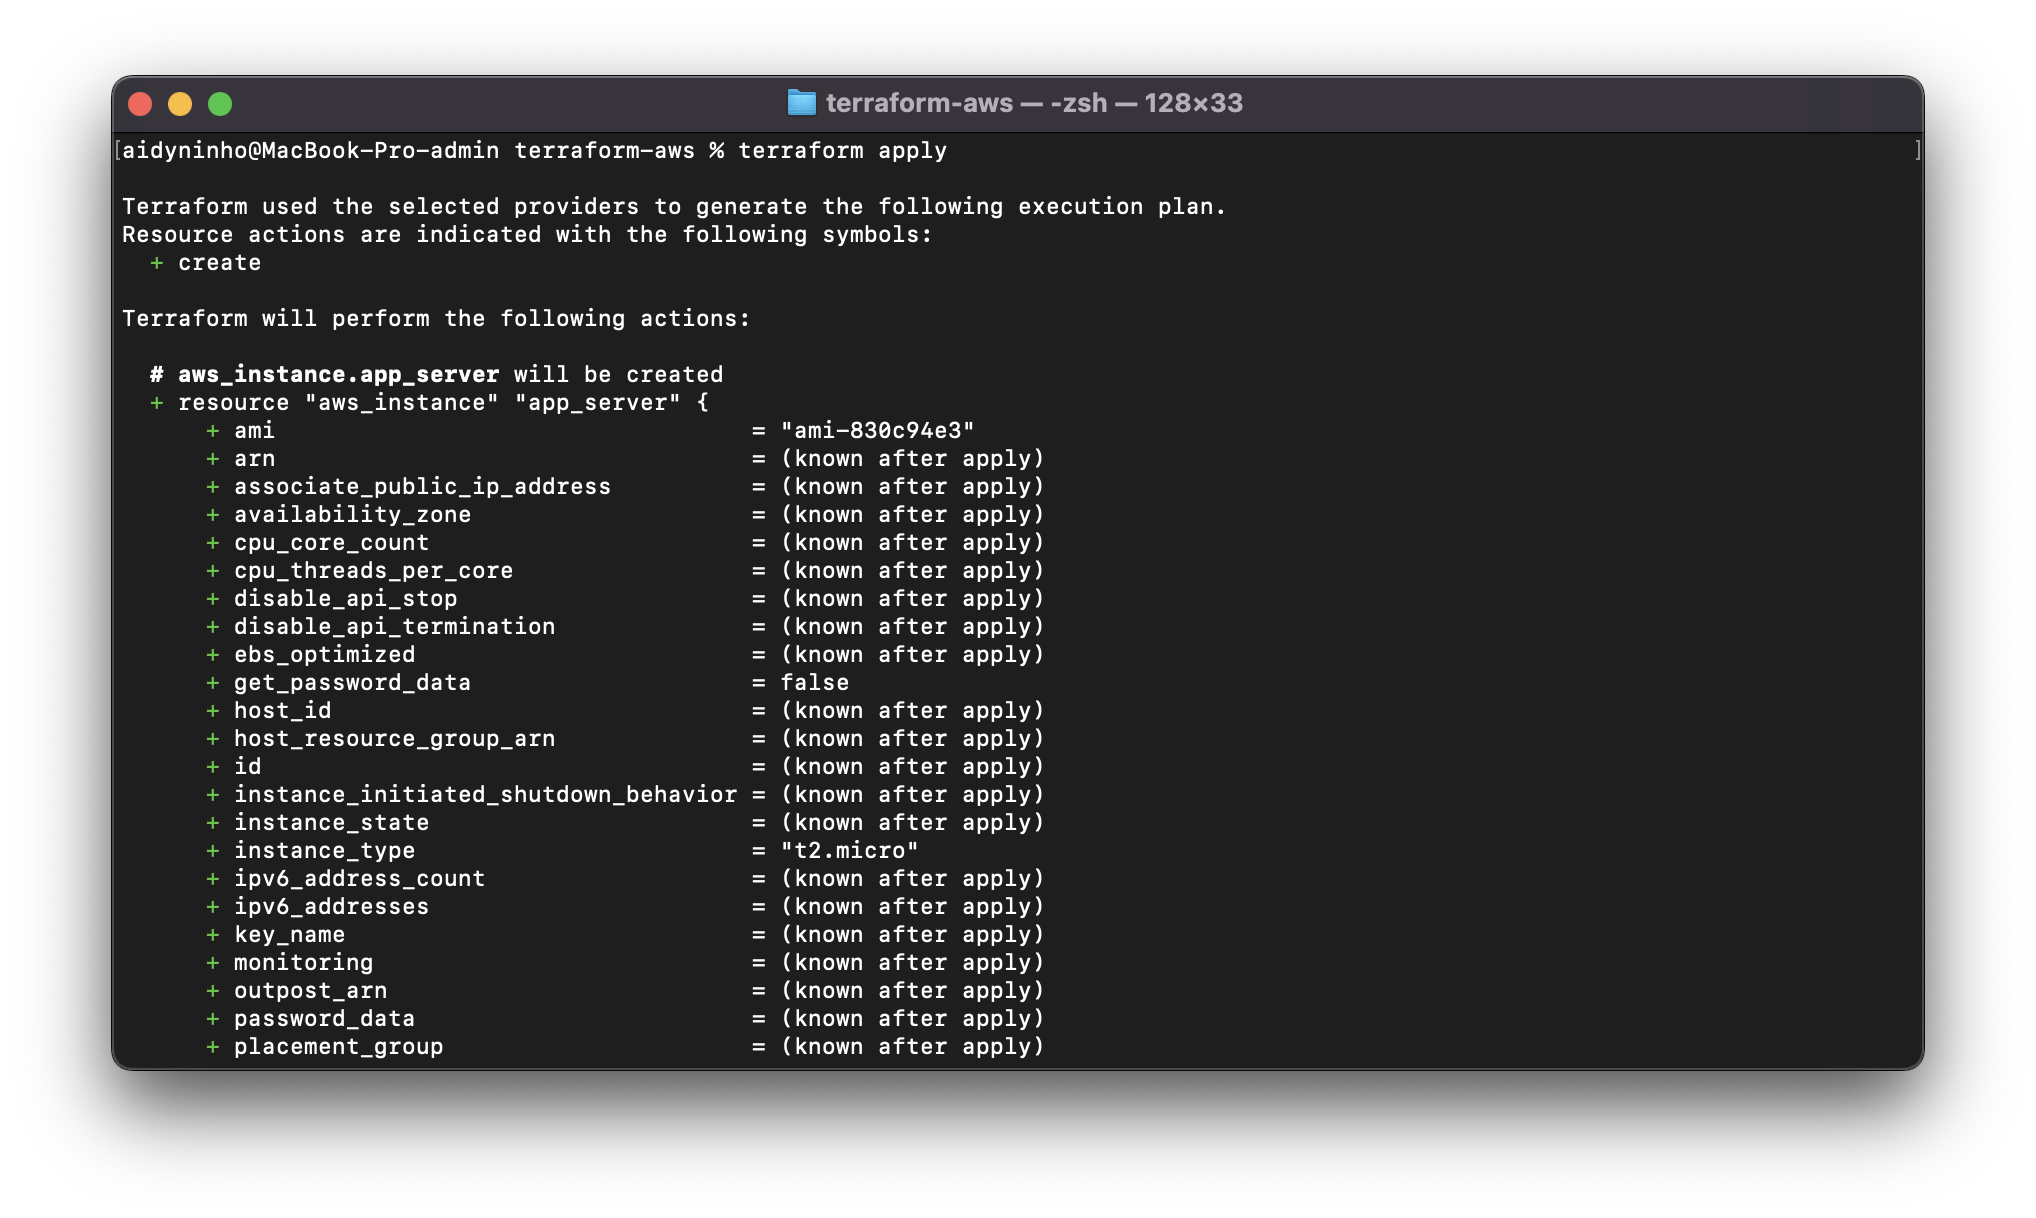 terraform-aws — -zsh — 128×33
[aidyninho@MacBook-Pro-admin terraform-aws % terraform apply ]
Terraform used the selected providers to generate the following execution plan.
Resource actions are indicated with the following symbols:
+ create
Terraform will perform the following actions:
# aws_instance.app_server will be created
+ resource "aws_instance" "app_server" {
+ ami = "ami-830c94e3"
+ arn = (known after apply)
+ associate_public_ip_address = (known after apply)
+ availability_zone = (known after apply)
+ cpu_core_count = (known after apply)
+ cpu_threads_per_core = (known after apply)
+ disable_api_stop = (known after apply)
+ disable_api_termination = (known after apply)
+ ebs_optimized = (known after apply)
+ get_password_data = false
+ host_id = (known after apply)
+ host_resource_group_arn = (known after apply)
+ id = (known after apply)
+ instance_initiated_shutdown_behavior = (known after apply)
+ instance_state = (known after apply)
+ instance_type = "t2.micro"
+ ipv6_address_count = (known after apply)
+ ipv6_addresses = (known after apply)
+ key_name = (known after apply)
+ monitoring = (known after apply)
+ outpost_arn = (known after apply)
+ password_data = (known after apply)
+ placement_group = (known after apply)